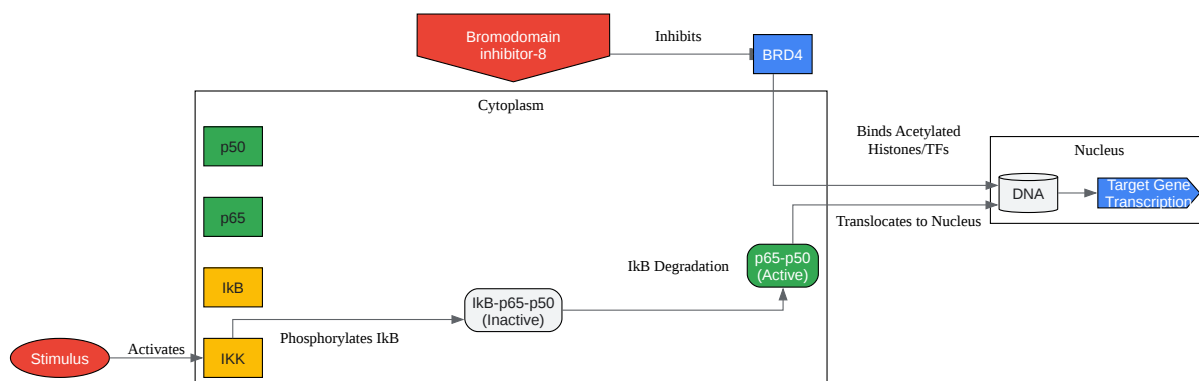 Bromodomain
inhibitor-8
Inhibits
BRD4
Cytoplasm
p50
Binds Acetylated
Histones/TFs
Nucleus
p65
DNA
Target Gene
Transcription
Translocates to Nucleus
IkB
IkB Degradation
p65-p50
(Active)
IkB-p65-p50
(Inactive)
Phosphorylates IkB
Stimulus
Activates
IKK